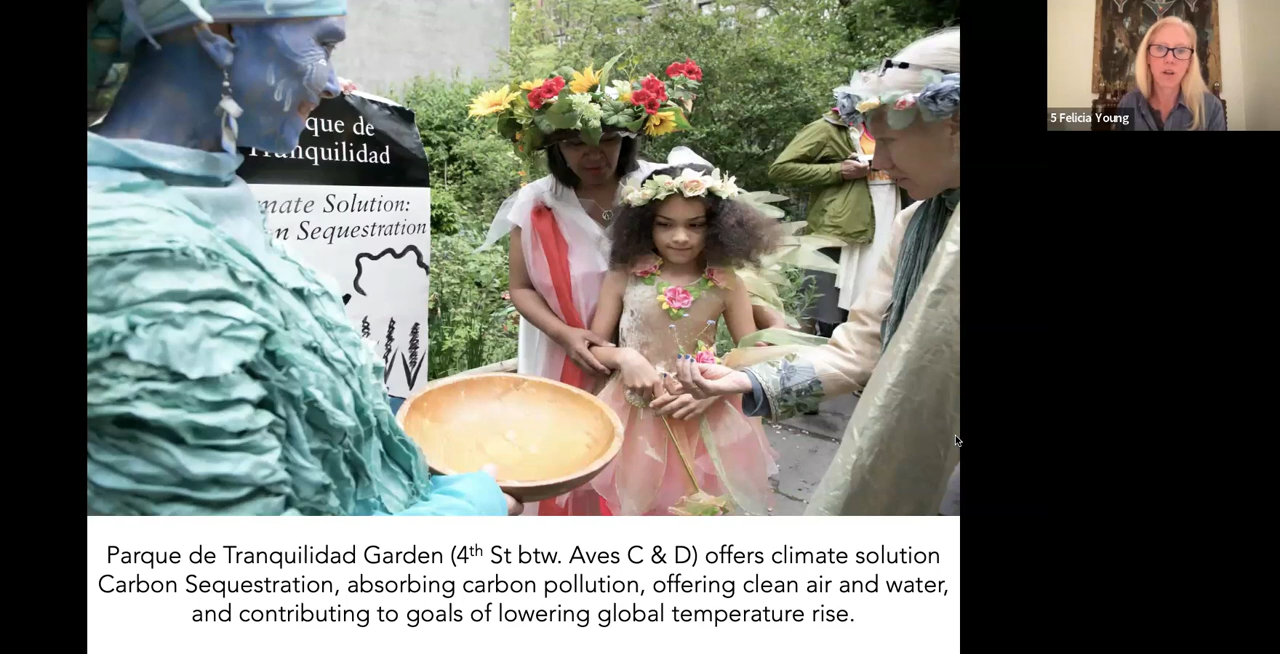 que de
Tranquilidad
mate Solution:
n Sequestration
5 Felicia Young
Parque de Tranquilidad Garden (4th St btw. Aves C & D) offers climate solution
Carbon Sequestration, absorbing carbon pollution, offering clean air and water,
and contributing to goals of lowering global temperature rise.